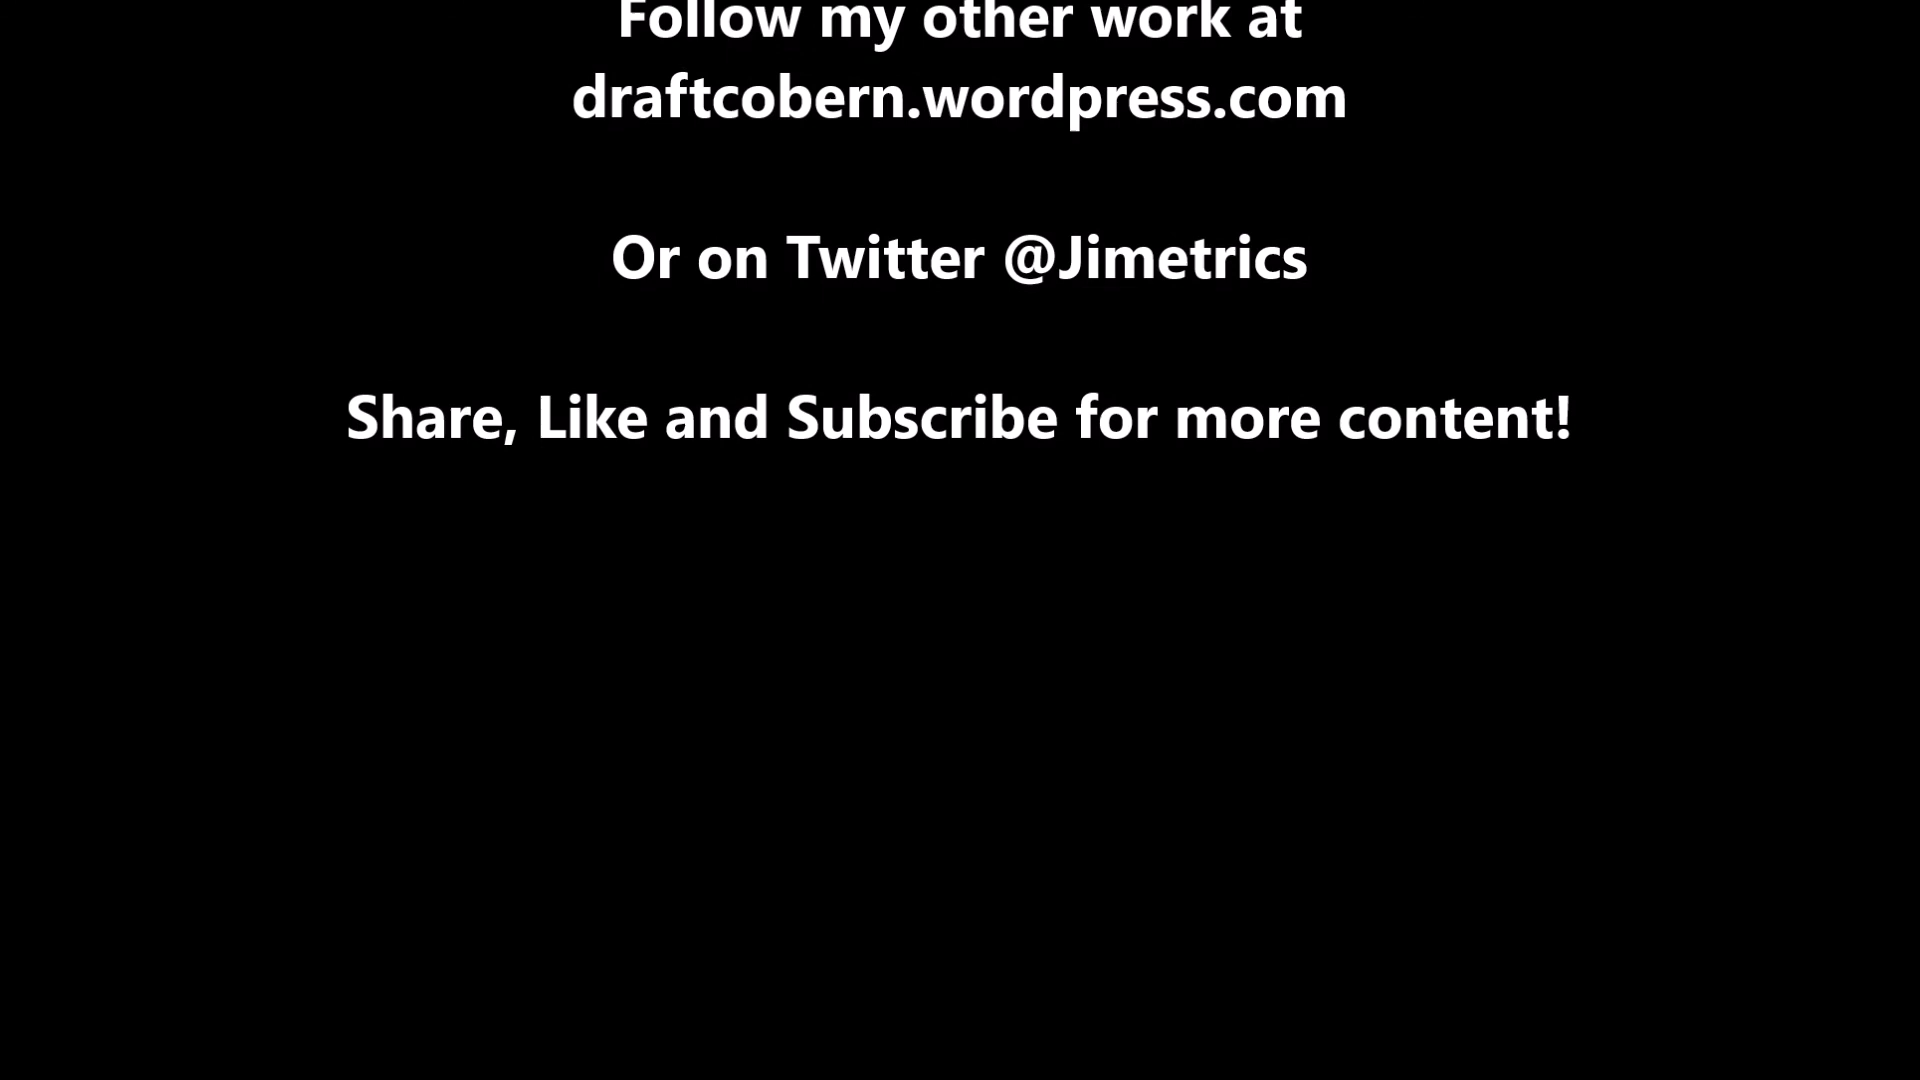 Follow my other work at
draftcobern.wordpress.com
Or on Twitter @Jimetrics
Share, Like and Subscribe for more content!